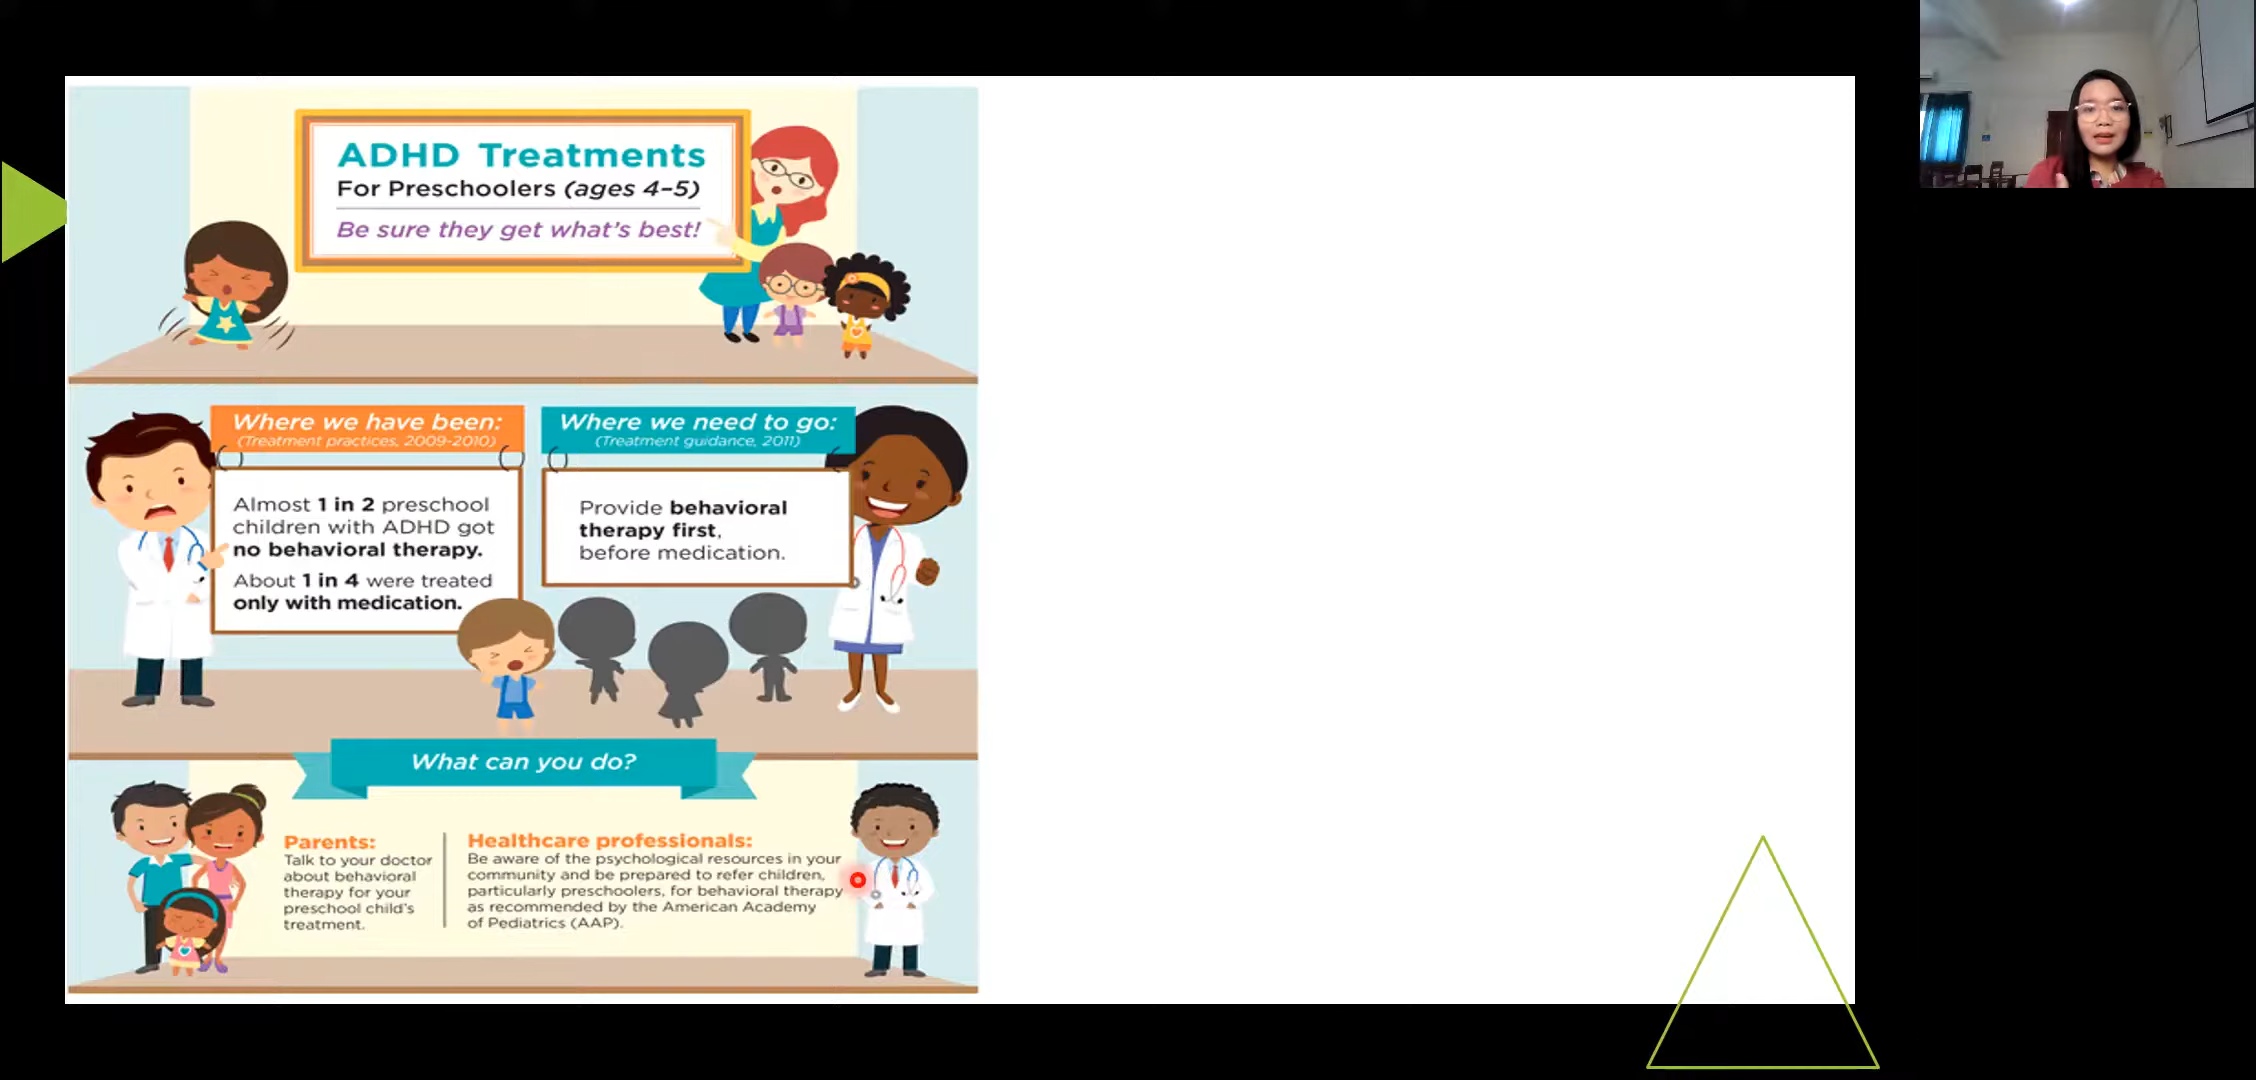 ADHD Treatments
For Preschoolers (ages 4–5)
Be sure they get what's best!
Where we have been:
(Treatment practices, 2009-2010)
Almost 1 in 2 preschool
children with ADHD got
no behavioral therapy.
About 1 in 4 were treated
only with medication.
Where we need to go:
(Treatment guidance, 2011)
Provide behavioral
therapy first,
before medication.
What can you do?
Parents:
Talk to your doctor
about behavioral
therapy for your
preschool child's
treatment.
Healthcare professionals:
Be aware of the psychological resources in your
community and be prepared to refer children,
particularly preschoolers, for behavioral therapy
as recommended by the American Academy
of Pediatrics (AAP).